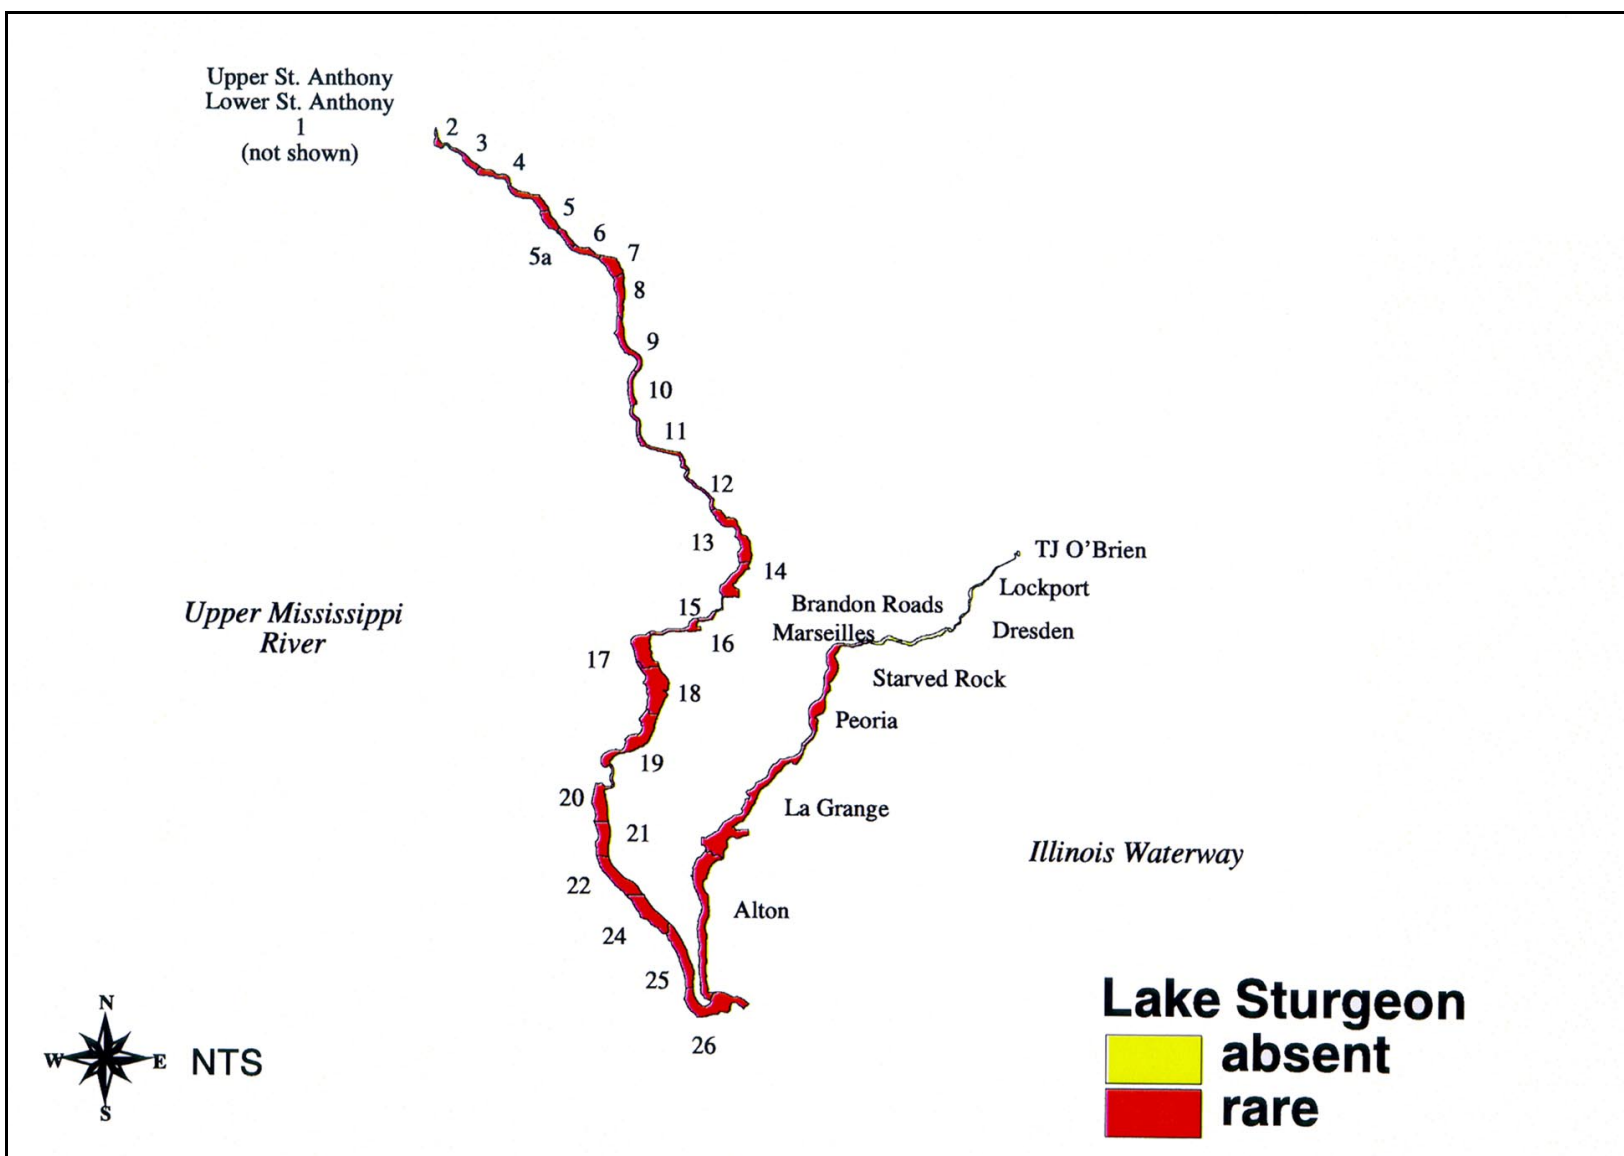 Upper St. Anthony
Lower St. Anthony
1
(not shown)
2
3
4
5
5a
6
7
8
9
10
11
12
13
14
15
16
17
18
19
20
21
22
24
25
26
TJ O'Brien
Lockport
Brandon Roads
Dresden
Marseilles
Starved Rock
Peoria
La Grange
Alton
Upper Mississippi
River
Illinois Waterway
N
W
E
S
NTS
Lake Sturgeon
absent
rare